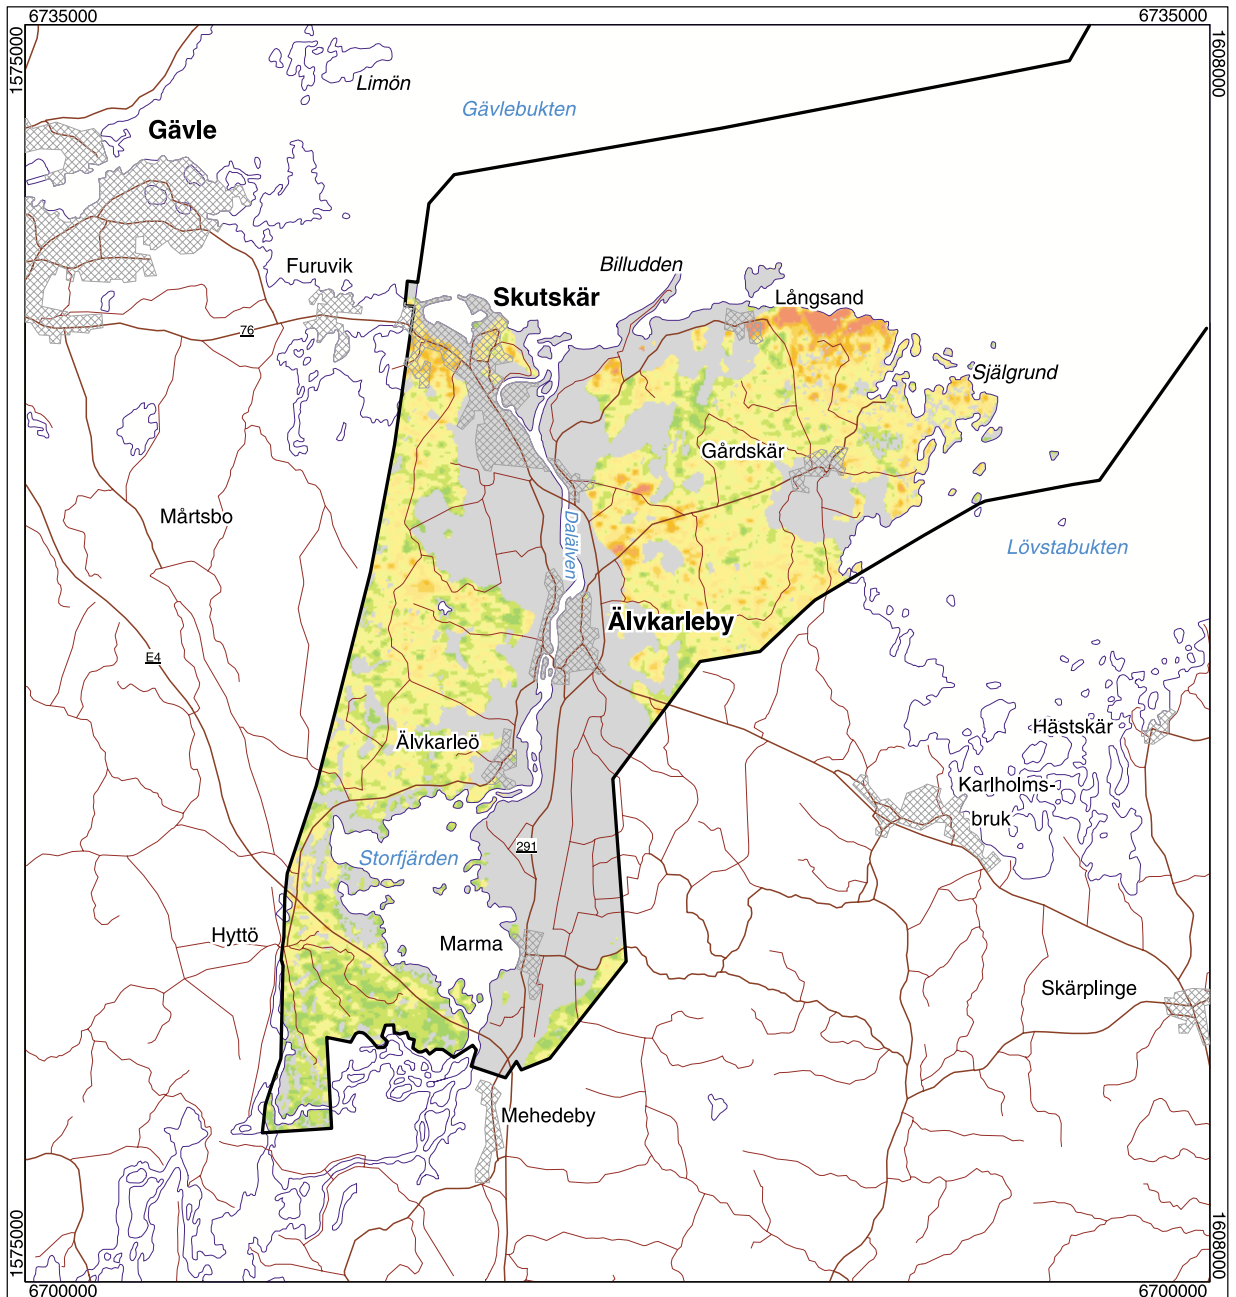 6735000
6735000
1575000
1608000
Limön
Gävlebukten
Gävle
Billudden
Furuvik
Skutskär
Långsand
76
Själgrund
Gårdskär
Mårtsbo
Dalälven
Lövstabukten
Älvkarleby
E4
Hästskär
Älvkarleö
Karlholms-
bruk
291
Storfjärden
Hyttö
Marma
Skärplinge
Mehedeby
1575000
1608000
6700000
6700000